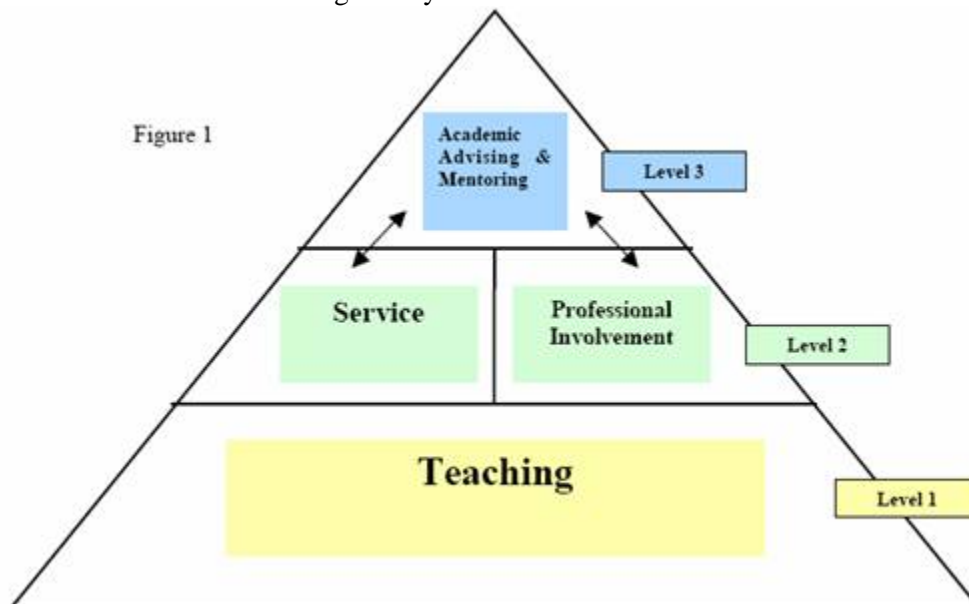 Figure 1
Academic
Advising &
Mentoring
Level 3
Service
Professional
Involvement
Level 2
Teaching
Level 1